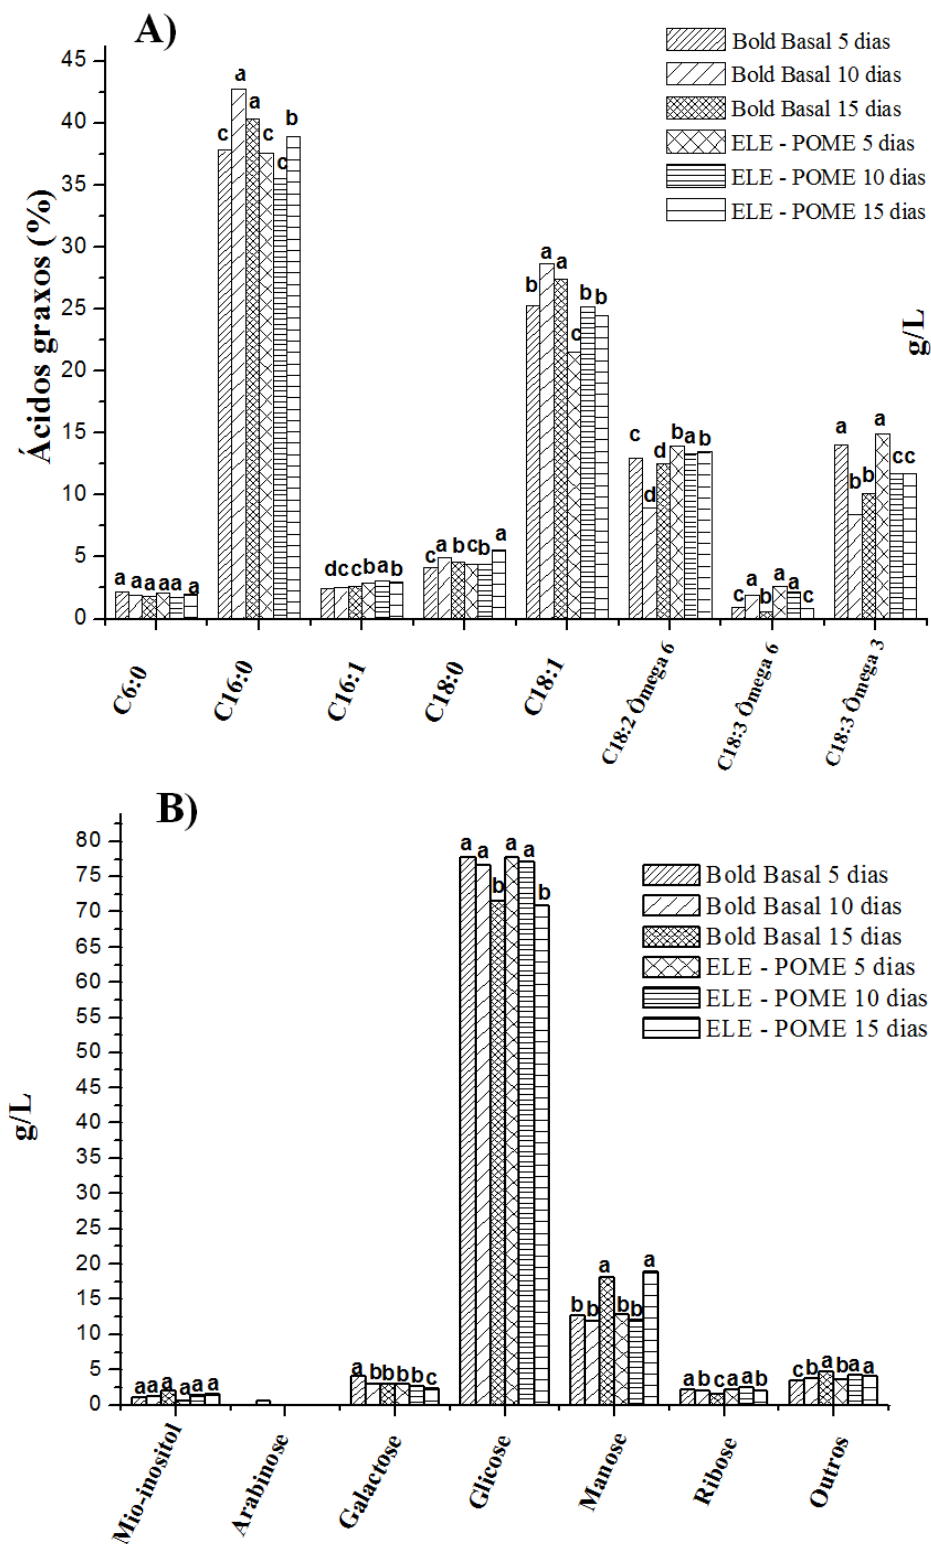 A)
Bold Basal 5 dias
Bold Basal 10 dias
Bold Basal 15 dias
ELE - POME 5 dias
ELE - POME 10 dias
ELE - POME 15 dias
Ácidos graxos (%)
g/L
45
40
35
30
25
20
15
10
5
0
a a a a a a
c a a c c b
d c c b a b
c a b c b a
b a a c b b
c d d b a b
c a b a a c
a b b a c c
C6:0
C16:0
C16:1
C18:0
C18:1
C18:2 Ômega 6
C18:3 Ômega 6
C18:3 Ômega 3
B)
Bold Basal 5 dias
Bold Basal 10 dias
Bold Basal 15 dias
ELE - POME 5 dias
ELE - POME 10 dias
ELE - POME 15 dias
g/L
80
75
70
65
60
55
50
45
40
35
30
25
20
15
10
5
0
a a a a a a
a b b b b c
a a b a a b
b b a b b a
a b c a a b
c b a b a a
Mio-inositol
Arabinose
Galactose
Glicose
Manose
Ribose
Outros